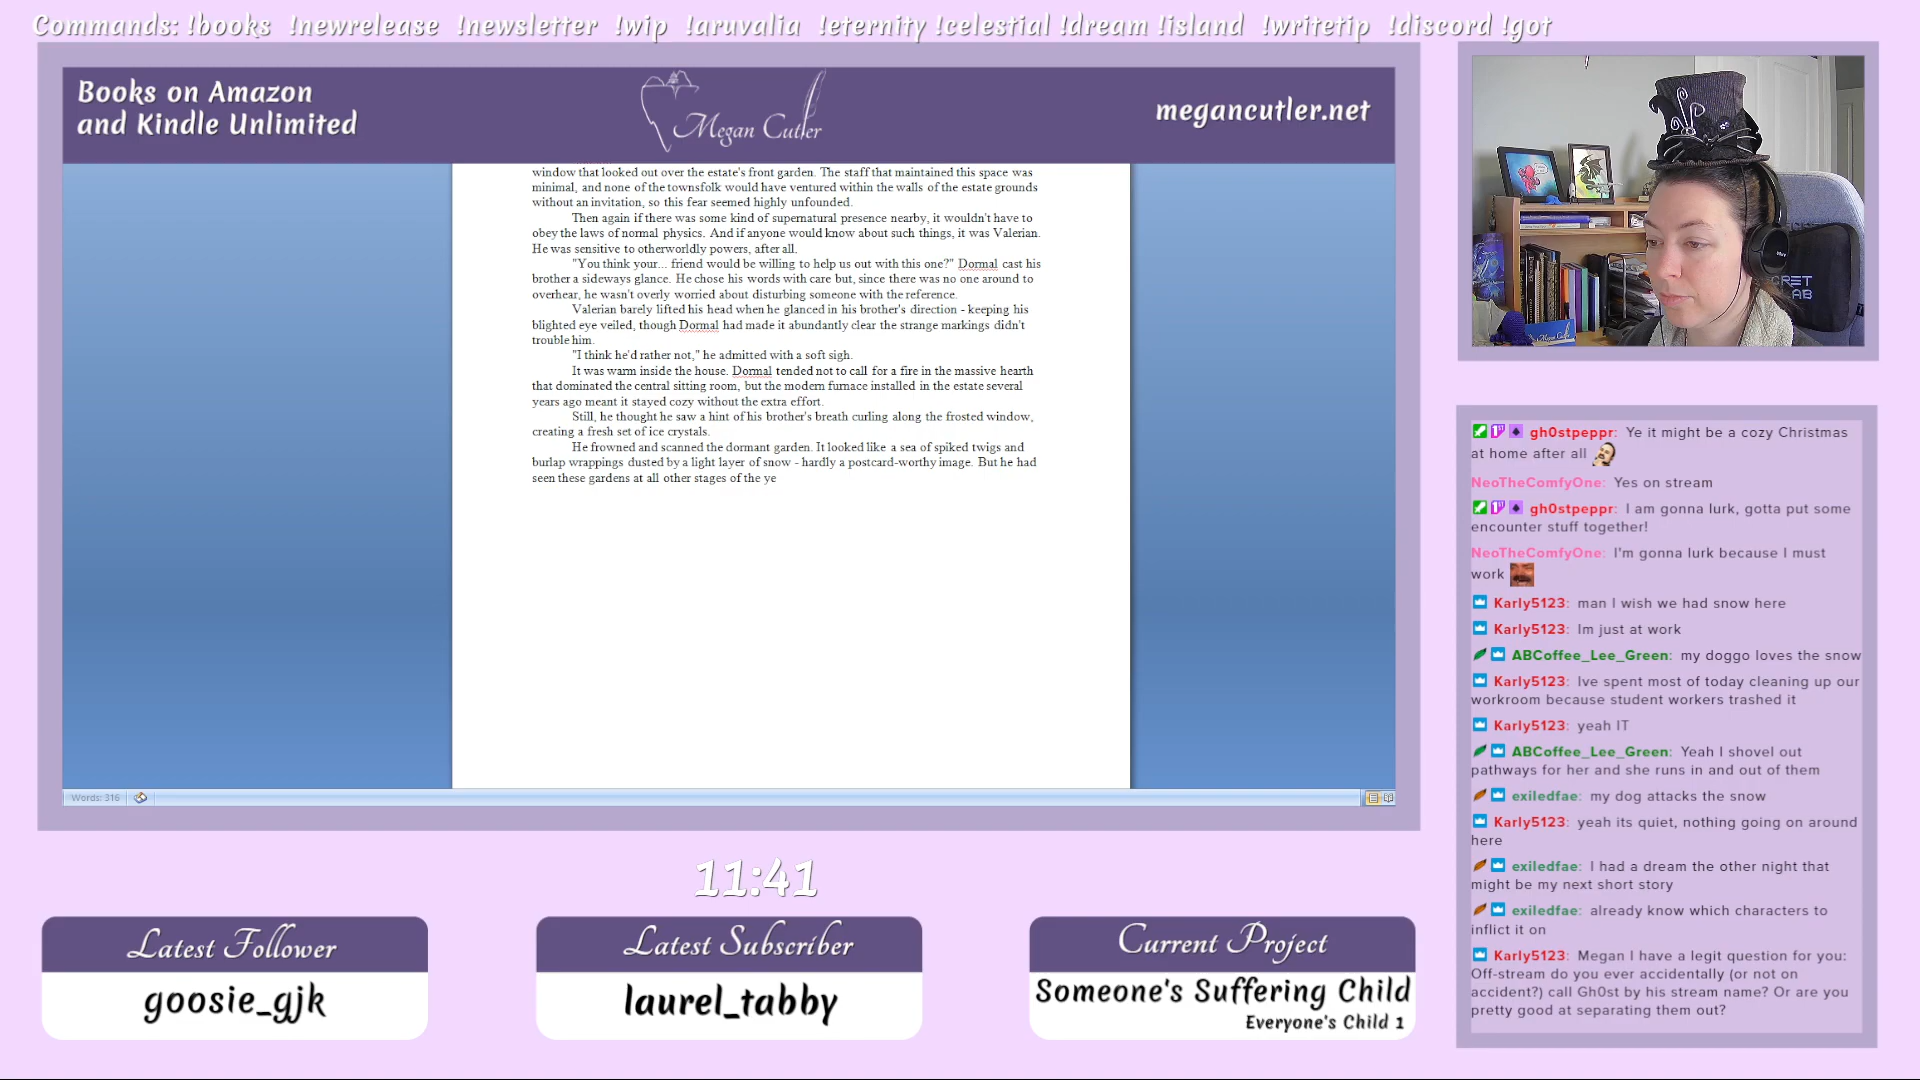 Commands: !books !newrelease !newsletter !wip !aruvalia !eternity !celestial !dream !island !writetip !discord !got
Books on Amazon
and Kindle Unlimited
Megan Cutler
megancutler.net
window that looked out over the estate's front garden. The staff that maintained this space was
minimal, and none of the townsfolk would have ventured within the walls of the estate grounds
without an invitation, so this fear seemed highly unfounded.
Then again if there was some kind of supernatural presence nearby, it wouldn't have to
obey the laws of normal physics. And if anyone would know about such things, it was Valerian.
He was sensitive to otherworldly powers, after all.
"You think your... friend would be willing to help us out with this one?" Dormal cast his
brother a sideways glance. He chose his words with care but, since there was no one around to
overhear, he wasn't overly worried about disturbing someone with the reference.
Valerian barely lifted his head when he glanced in his brother's direction - keeping his
blighted eye veiled, though Dormal had made it abundantly clear the strange markings didn't
trouble him.
"I think he'd rather not," he admitted with a soft sigh.
It was warm inside the house. Dormal tended not to call for a fire in the massive hearth
that dominated the central sitting room, but the modern furnace installed in the estate several
years ago meant it stayed cozy without the extra effort.
Still, he thought he saw a hint of his brother's breath curling along the frosted window,
creating a fresh set of ice crystals.
He frowned and scanned the dormant garden. It looked like a sea of spiked twigs and
burlap wrappings dusted by a light layer of snow - hardly a postcard-worthy image. But he had
seen these gardens at all other stages of the ye
Words: 316
11:41
Latest Follower
goosie_gjk
Latest Subscriber
laurel_tabby
Current Project
Someone's Suffering Child
Everyone's Child 1
gh0stpeppr: Ye it might be a cozy Christmas
at home after all
NeoTheComfyOne: Yes on stream
gh0stpeppr: I am gonna lurk, gotta put some
encounter stuff together!
NeoTheComfyOne: I'm gonna lurk because I must
work
Karly5123: man I wish we had snow here
Karly5123: Im just at work
ABCoffee_Lee_Green: my doggo loves the snow
Karly5123: Ive spent most of today cleaning up our
workroom because student workers trashed it
Karly5123: yeah IT
ABCoffee_Lee_Green: Yeah I shovel out
pathways for her and she runs in and out of them
exiledfae: my dog attacks the snow
Karly5123: yeah its quiet, nothing going on around
here
exiledfae: I had a dream the other night that
might be my next short story
exiledfae: already know which characters to
inflict it on
Karly5123: Megan I have a legit question for you:
Off-stream do you ever accidentally (or not on
accident?) call Gh0st by his stream name? Or are you
pretty good at separating them out?